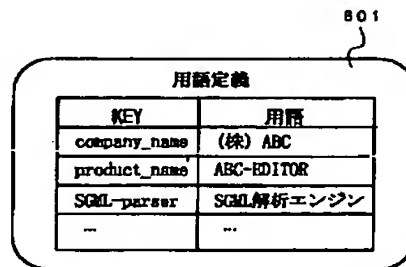 601
用語定義
KEY 用語
company_name (株) ABC
product_name ABC-EDITOR
SGML-parser SGML解析エンジン
… …